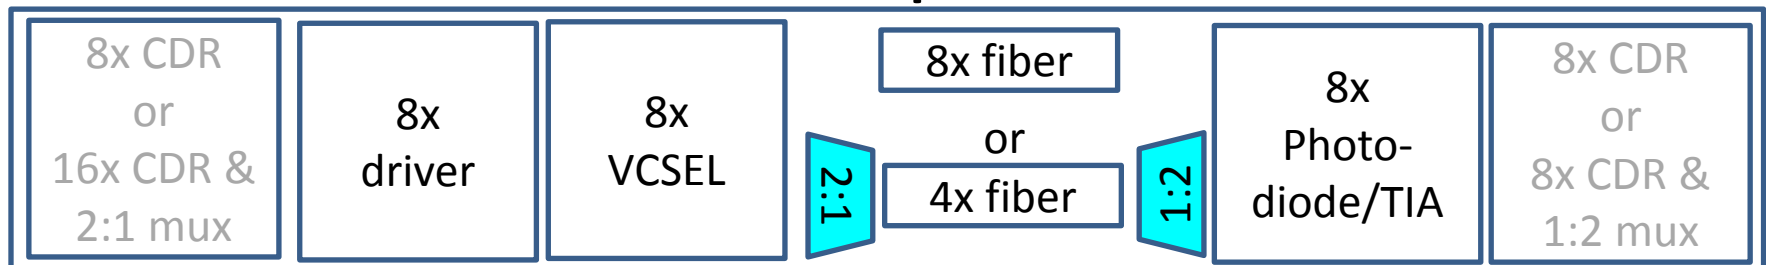 8x CDR
or
16x CDR &
2:1 mux
8x
driver
8x
VCSEL
2:1
8x fiber
or
4x fiber
1:2
8x
Photo-
diode/TIA
8x CDR
or
8x CDR &
1:2 mux